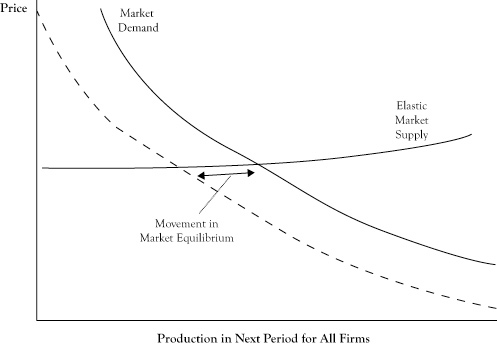 Price
Market
Demand
Elastic
Market
Supply
Movement in
Market Equilibrium
Production in Next Period for All Firms